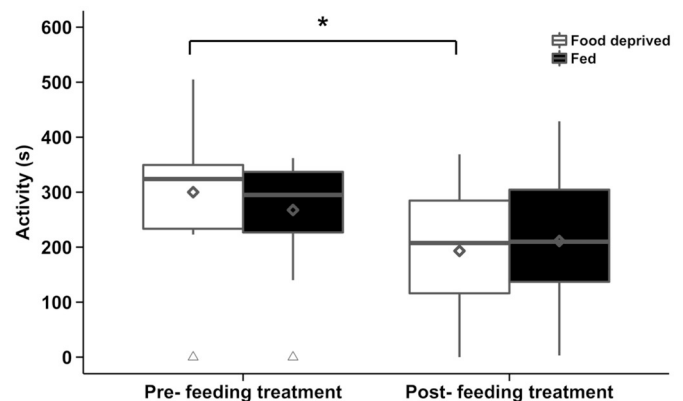 *
Food deprived
Fed
Activity (s)
600
500
400
300
200
100
0
Pre- feeding treatment
Post- feeding treatment